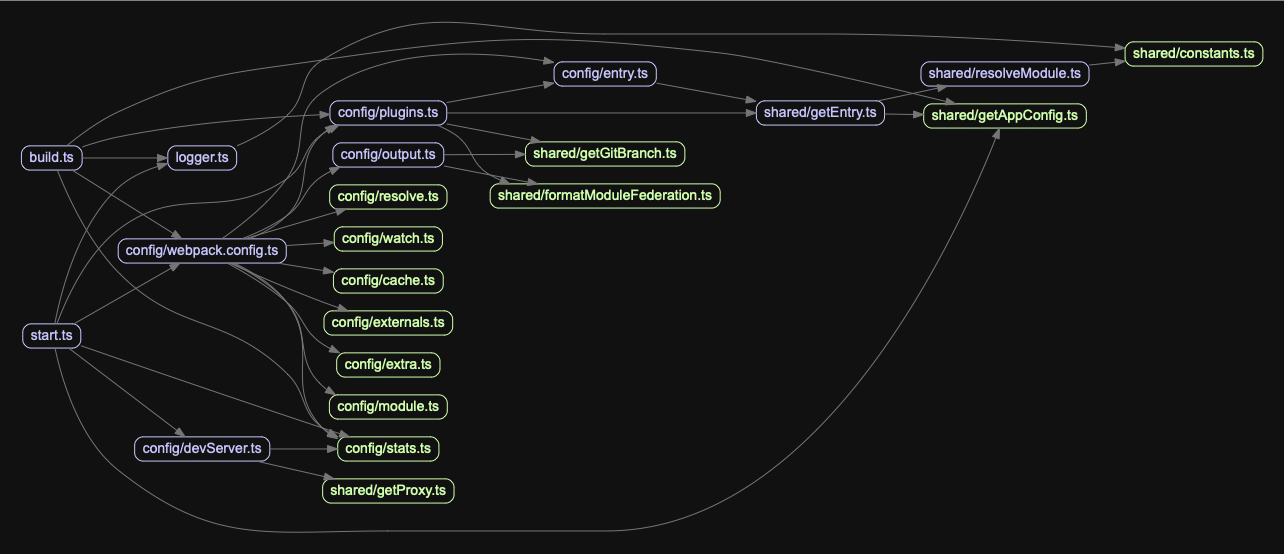 shared/constants.ts
config/entry.ts
shared/resolveModule.ts
config/plugins.ts
shared/getEntry.ts
shared/getAppConfig.ts
build.ts
logger.ts
config/output.ts
shared/getGitBranch.ts
config/resolve.ts
shared/formatModuleFederation.ts
config/webpack.config.ts
config/watch.ts
config/cache.ts
config/externals.ts
start.ts
config/extra.ts
config/module.ts
config/devServer.ts
config/stats.ts
shared/getProxy.ts